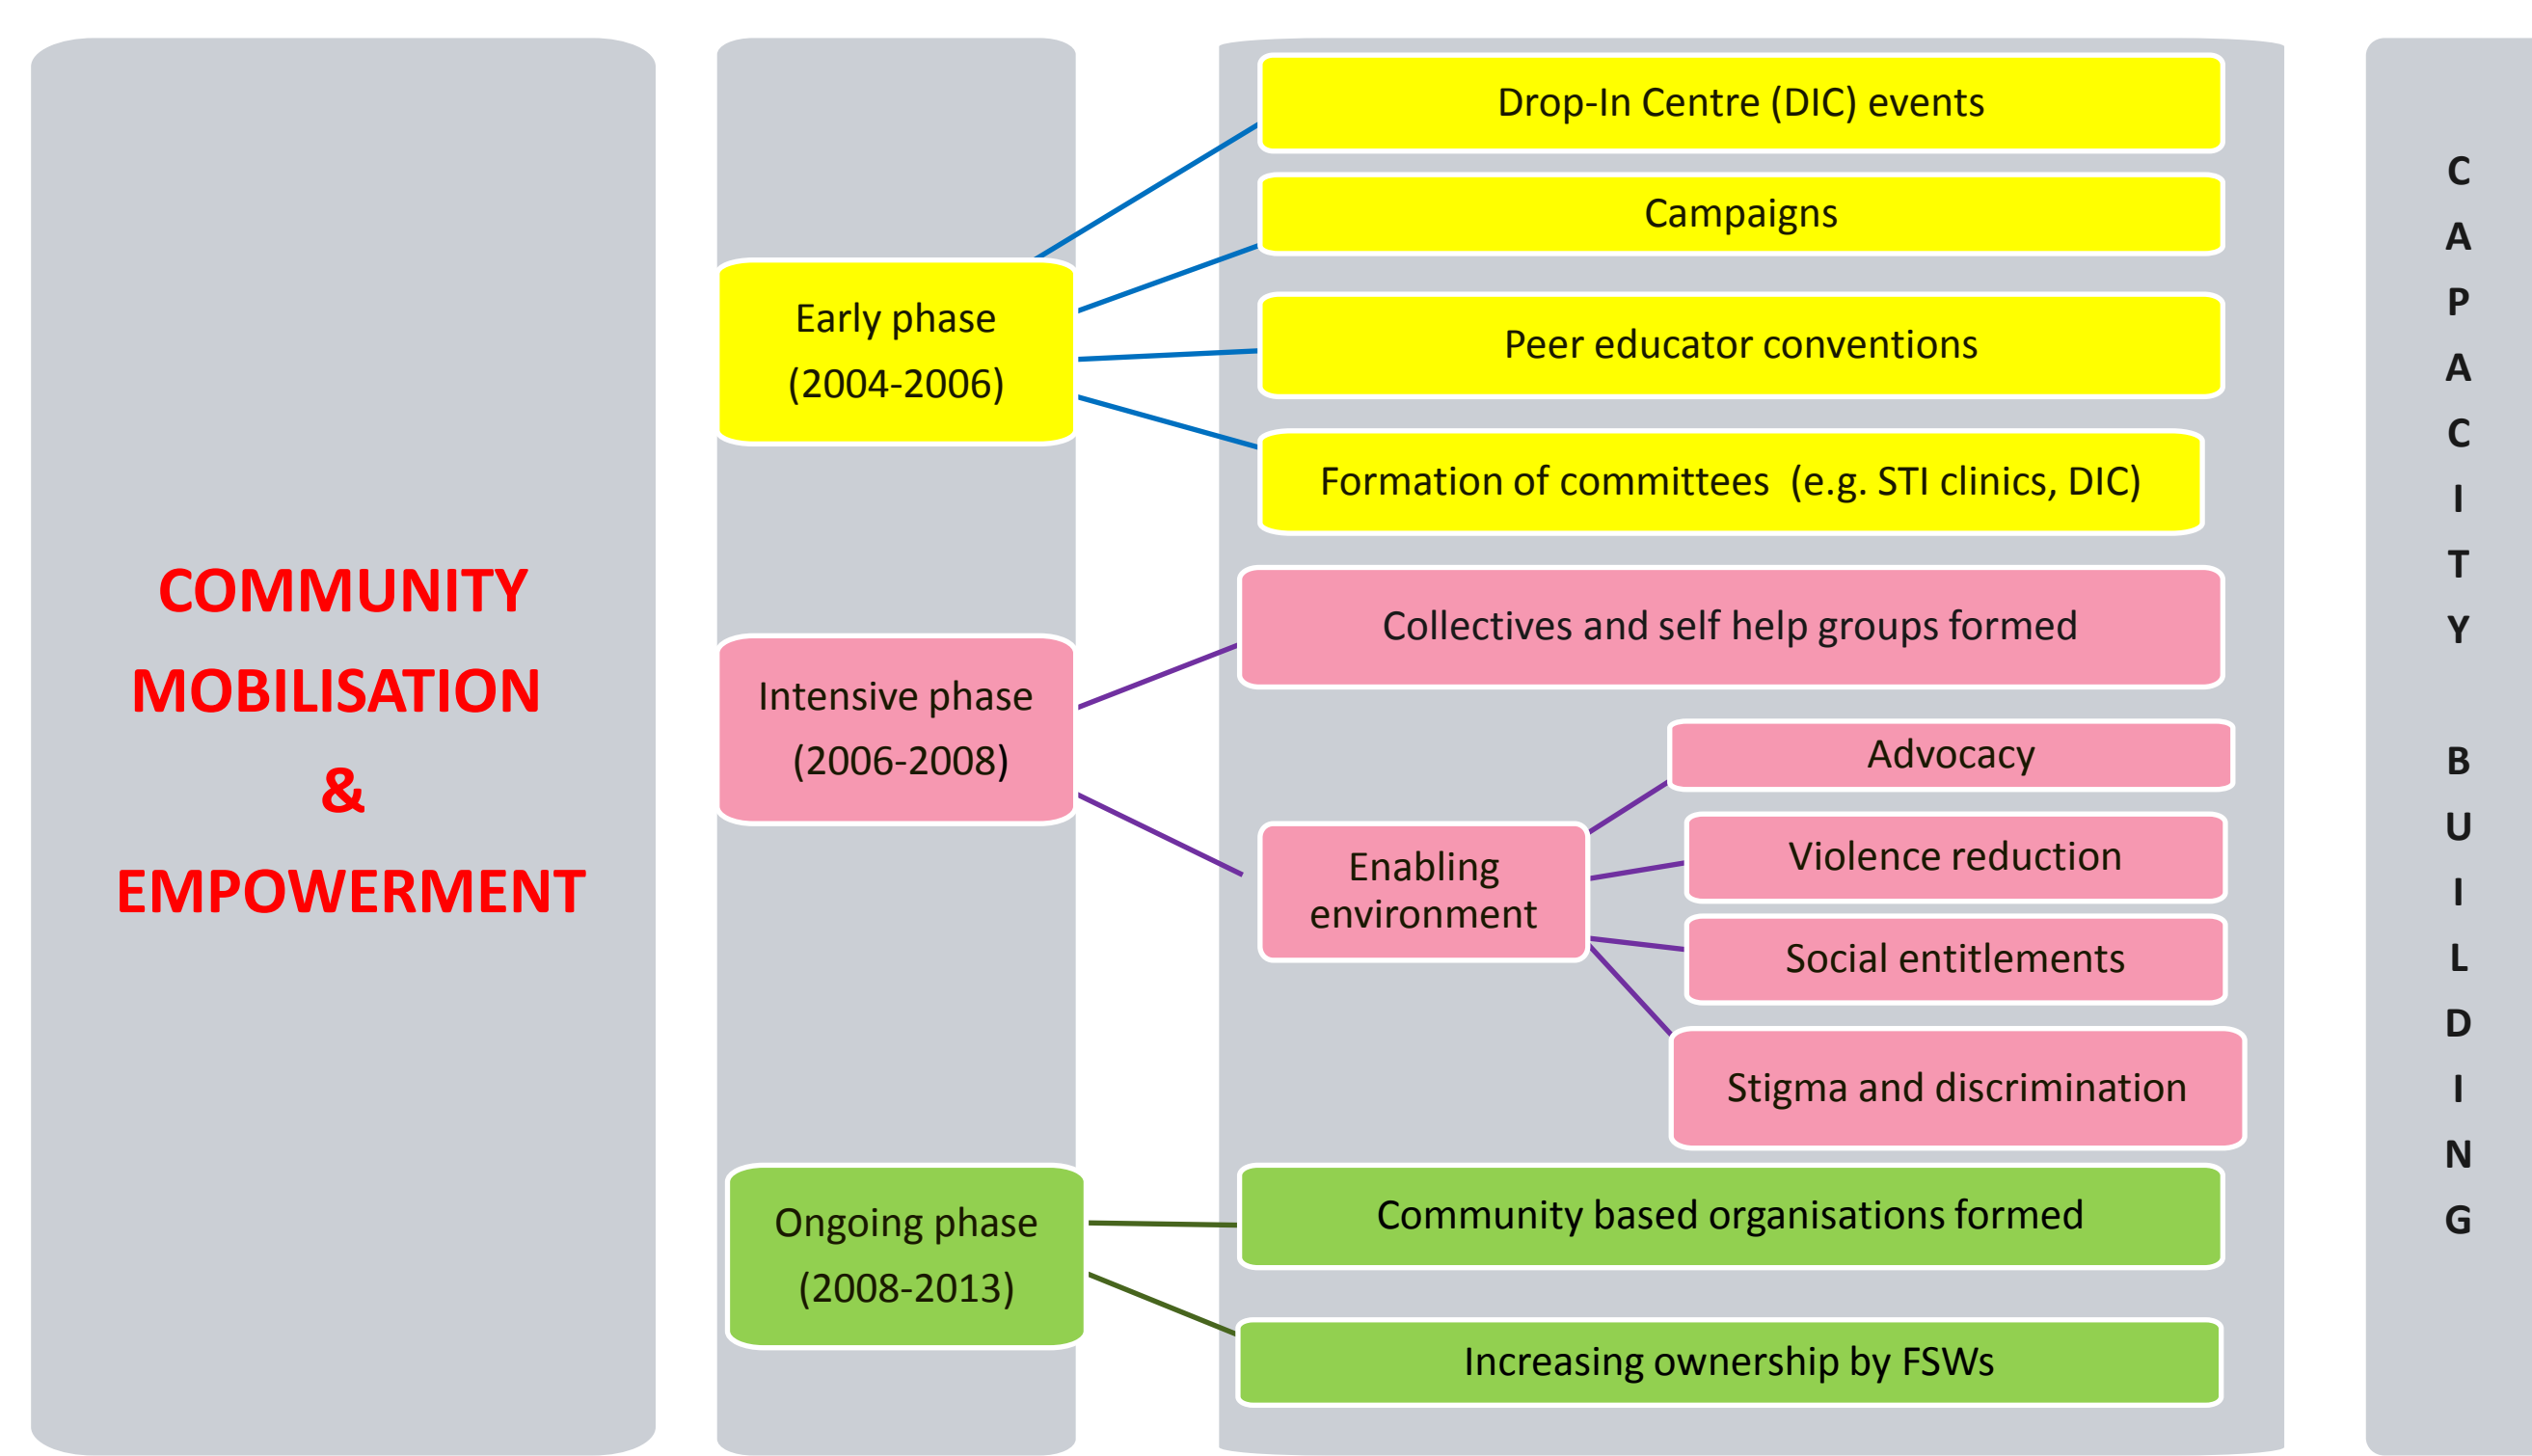 COMMUNITY
MOBILISATION
&
EMPOWERMENT
Early phase
(2004-2006)
Drop-In Centre (DIC) events
Campaigns
Peer educator conventions
Formation of committees  (e.g. STI clinics, DIC)
Intensive phase
(2006-2008)
Collectives and self help groups formed
Enabling
environment
Advocacy
Violence reduction
Social entitlements
Stigma and discrimination
Ongoing phase
(2008-2013)
Community based organisations formed
Increasing ownership by FSWs
CAPACITY BUILDING